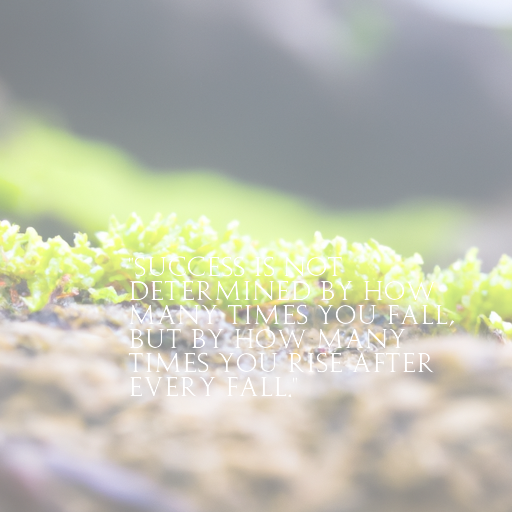 "SUCCESS IS NOT
DETERMINED BY HOW
MANY TIMES YOU FALL,
BUT BY HOW MANY
TIMES YOU RISE AFTER
EVERY FALL."